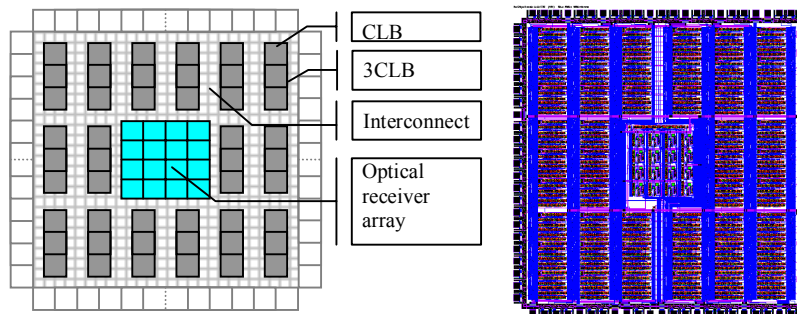 CLB
3CLB
Interconnect
Optical
receiver
array